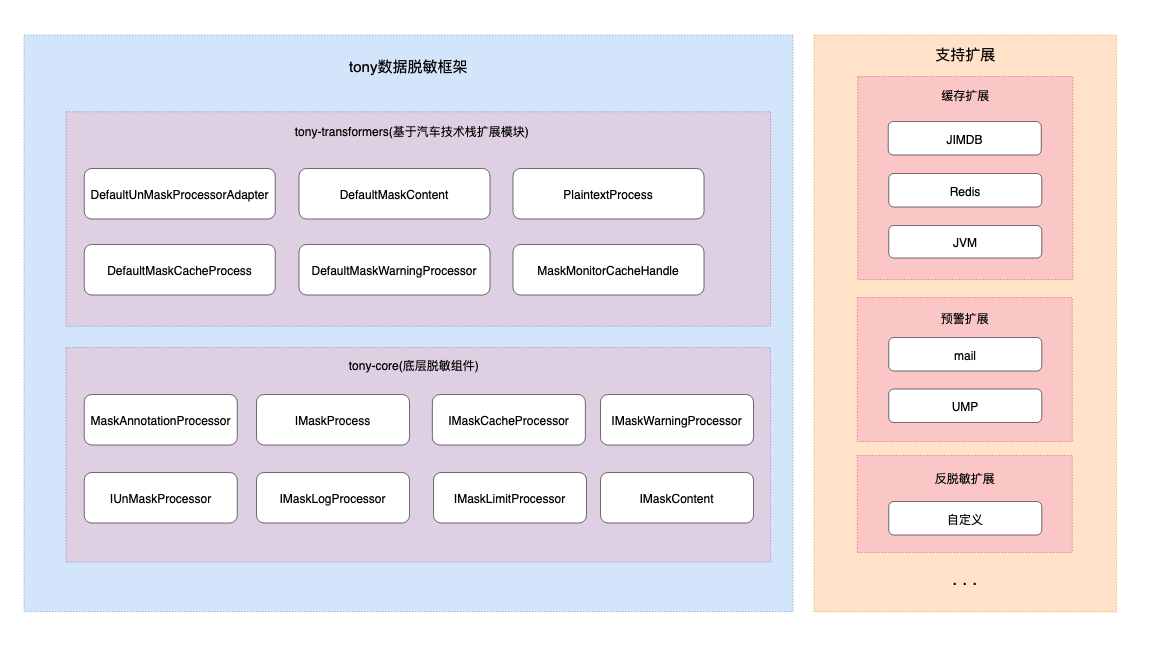 tony数据脱敏框架
tony-transformers(基于汽车技术栈扩展模块)
DefaultUnMaskProcessorAdapter
DefaultMaskContent
PlaintextProcess
DefaultMaskCacheProcess
DefaultMaskWarningProcessor
MaskMonitorCacheHandle
tony-core(底层脱敏组件)
MaskAnnotationProcessor
IMaskProcess
IMaskCacheProcessor
IMaskWarningProcessor
IUnMaskProcessor
IMaskLogProcessor
IMaskLimitProcessor
IMaskContent
支持扩展
缓存扩展
JIMDB
Redis
JVM
预警扩展
mail
UMP
反脱敏扩展
自定义
. . .